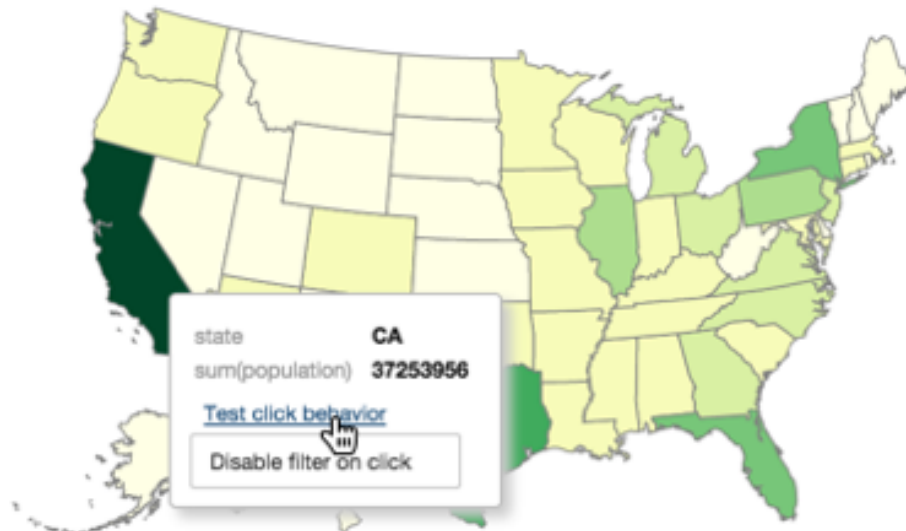 state CA
sum(population) 37253956
Test click behavior
Disable filter on click